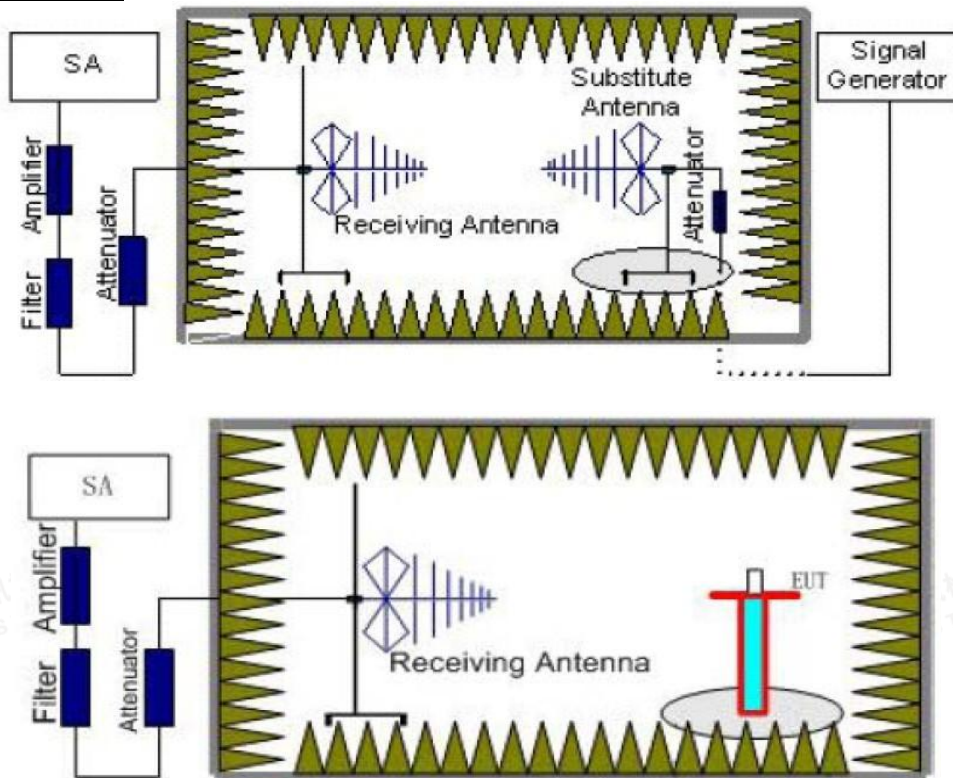 SA
Signal
Generator
Substitute
Antenna
Amplifier
Attenuator
Receiving Antenna
Attenuator
Filter
SA
Amplifier
EUT
Receiving Antenna
Filter
Attenuator